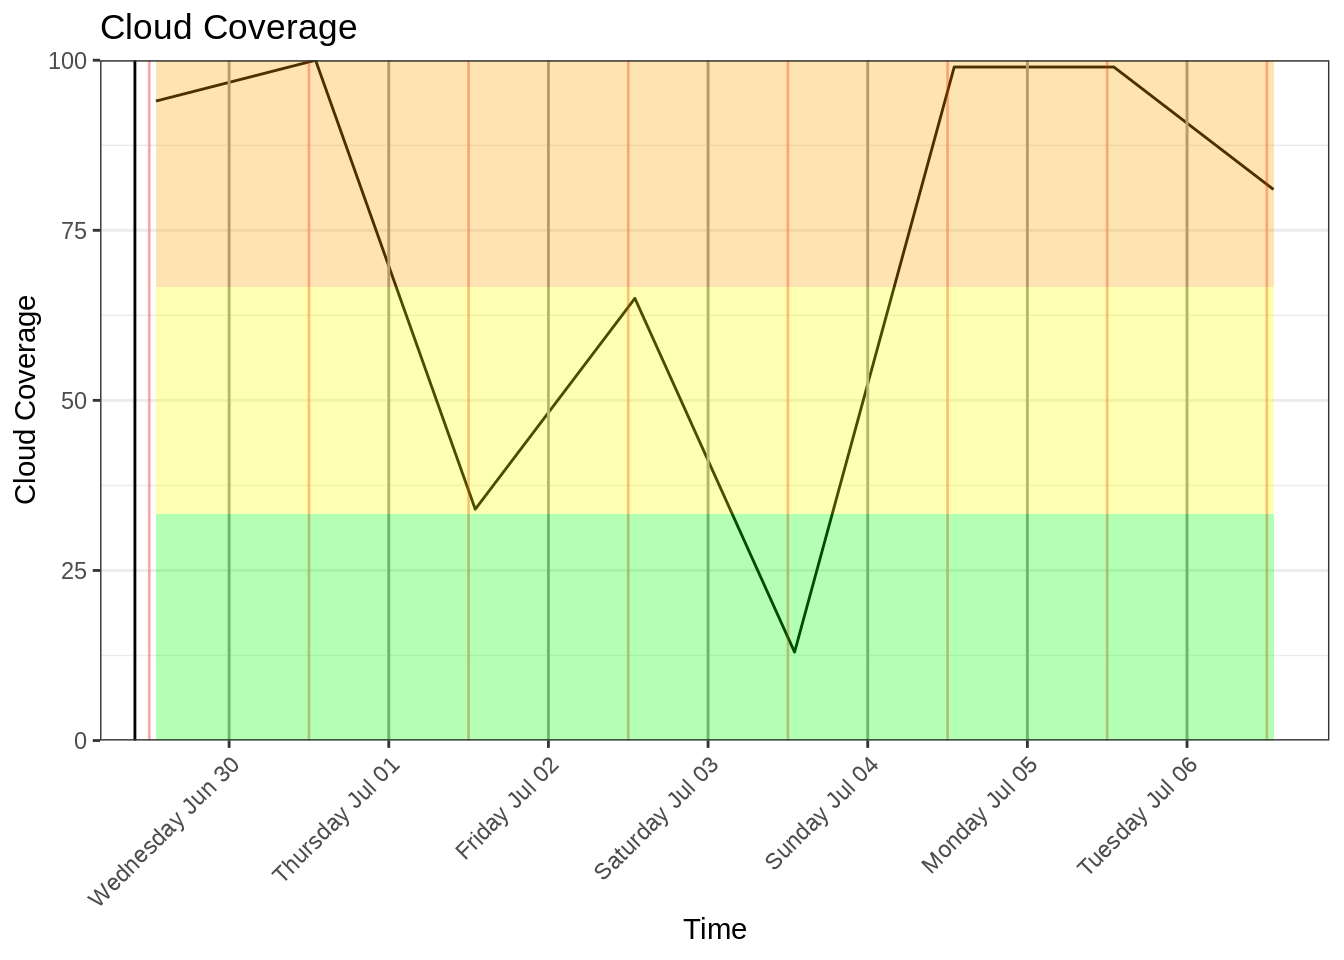 Cloud Coverage
Cloud Coverage
100
75
50
25
0
Wednesday Jun 30
Thursday Jul 01
Friday Jul 02
Saturday Jul 03
Sunday Jul 04
Monday Jul 05
Tuesday Jul 06
Time